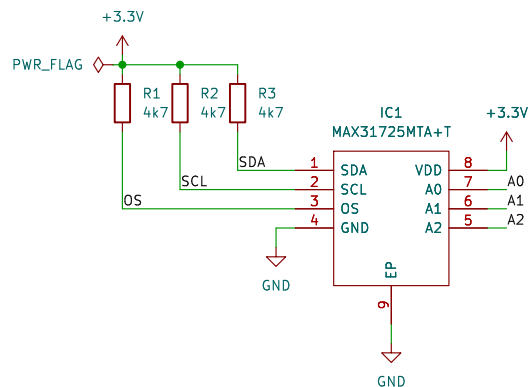 +3.3V
PWR_FLAG
R1 R2 R3
4k7 4k7 4k7
IC1
MAX31725MTA+T
+3.3V
SDA 1 SDA VDD 8
SCL 2 SCL A0 7 A0
OS 3 OS A1 6 A1
4 GND A2 5 A2
EP
9
GND
GND